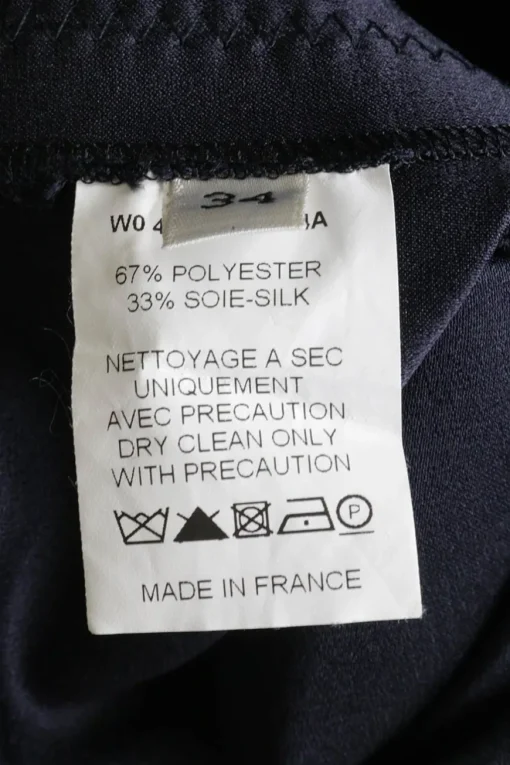 34
W0 4
67% POLYESTER
33% SOIE-SILK
NETTOYAGE A SEC
UNIQUEMENT
AVEC PRECAUTION
DRY CLEAN ONLY
WITH PRECAUTION
P
MADE IN FRANCE